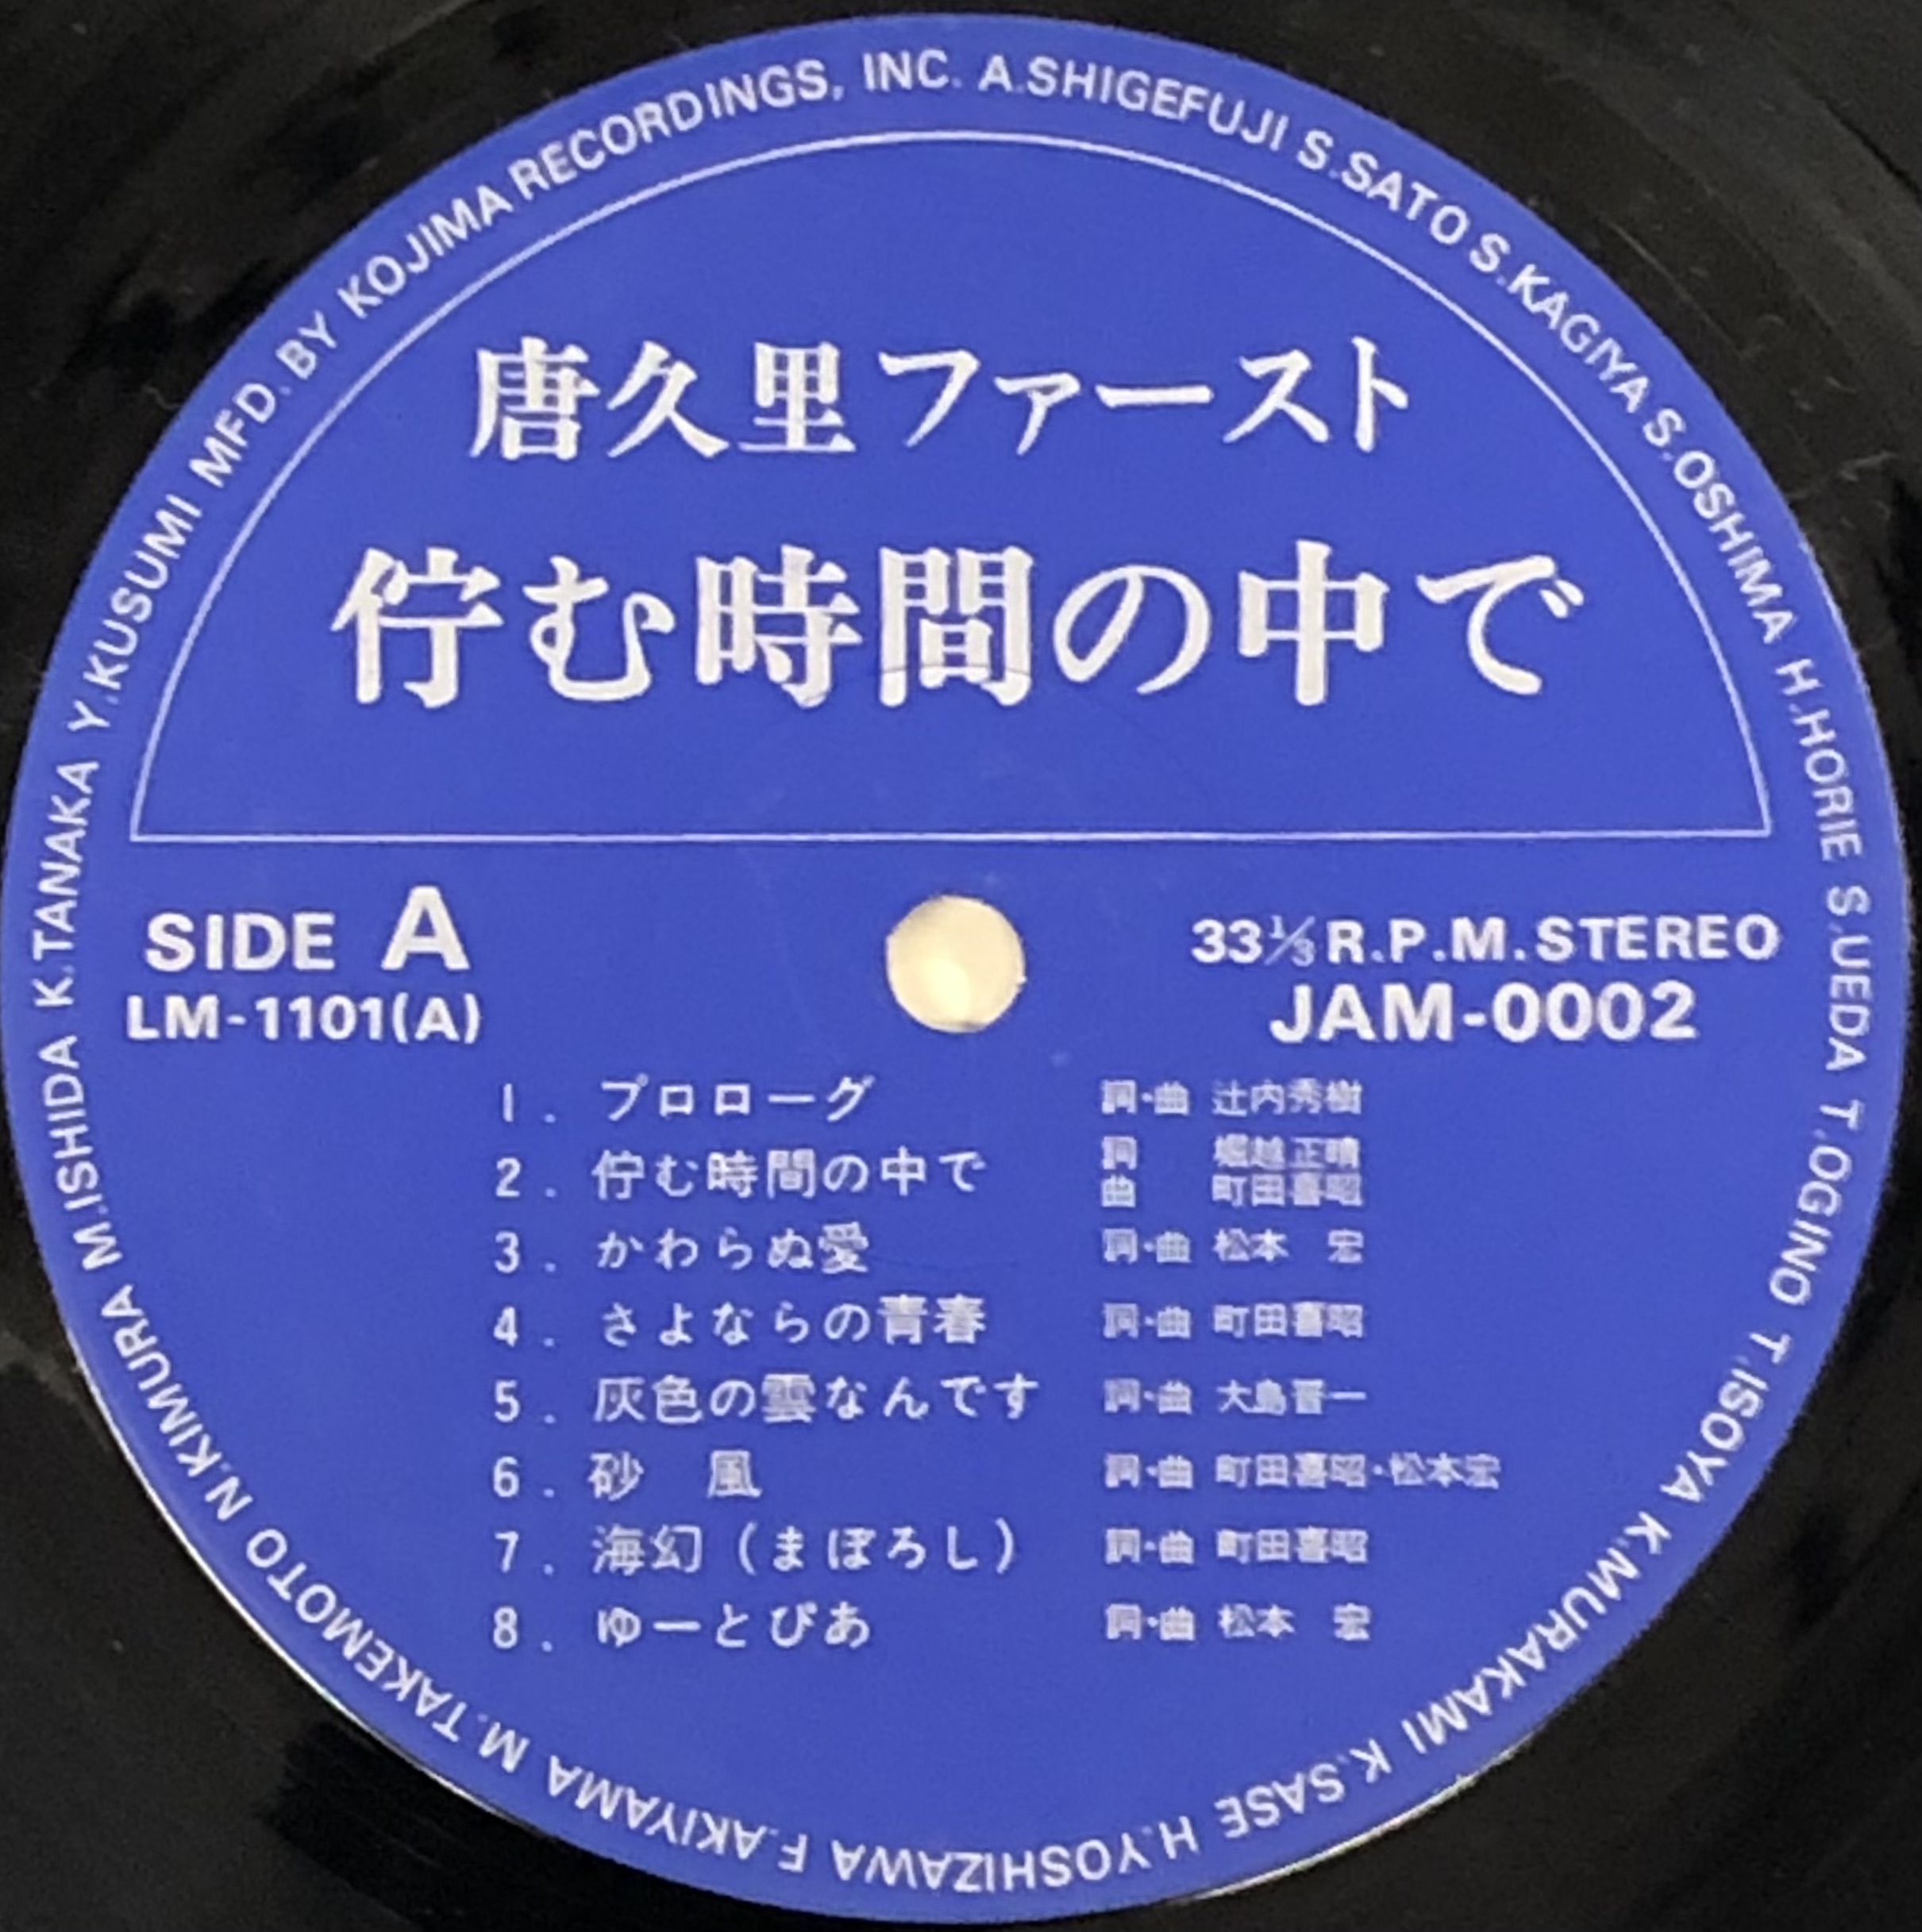 MFD. BY KOJIMA RECORDINGS, INC. A.SHIGEFUJI S.SATO S.KAGIYA S.OSHIMA H.HORIE S.UEDA T.OGINO T.ISOYA K.MURAKAMI K.SASE H.YOSHIZAWA F.AKIYAMA M.TAKEMOTO N.KIMURA M.ISHIDA K.TANAKA Y.KUSUMI
唐久里ファースト
佇む時間の中で
SIDE A
LM-1101(A)
33⅓ R.P.M. STEREO
JAM-0002
1. プロローグ 詞・曲 辻内秀樹
2. 佇む時間の中で 詞 堀越正晴
曲 町田喜昭
3. かわらぬ愛 詞・曲 松本 宏
4. さよならの青春 詞・曲 町田喜昭
5. 灰色の雲なんです 詞・曲 大島晋一
6. 砂 風 詞・曲 町田喜昭・松本宏
7. 海幻(まぼろし) 詞・曲 町田喜昭
8. ゆーとぴあ 詞・曲 松本 宏